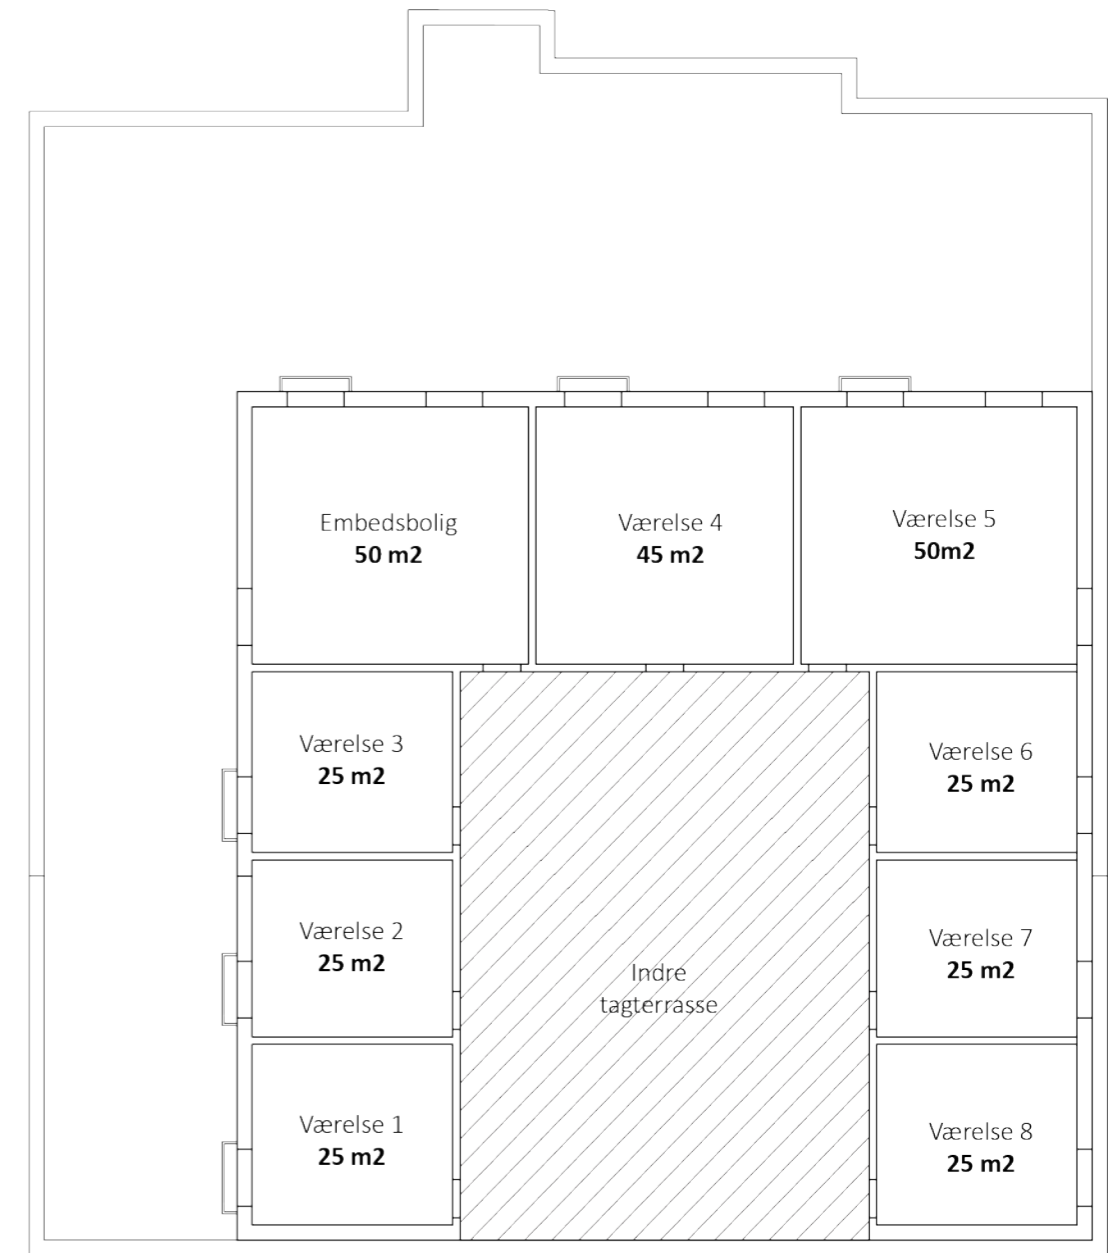 Embedsbolig
50 m2
Værelse 4
45 m2
Værelse 5
50m2
Værelse 3
25 m2
Værelse 6
25 m2
Værelse 2
25 m2
Værelse 7
25 m2
Indre
tagterrasse
Værelse 1
25 m2
Værelse 8
25 m2